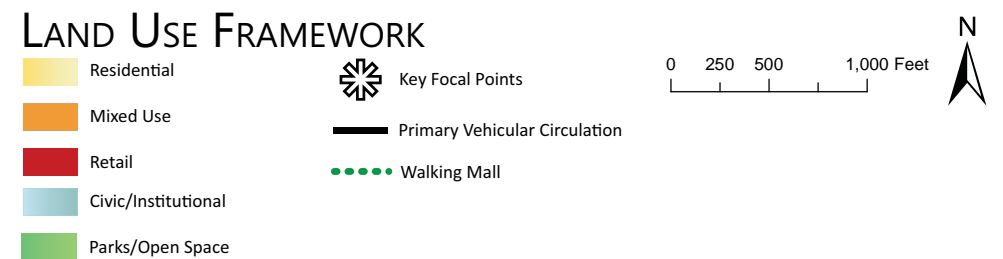 LAND USE FRAMEWORK
Residential
Mixed Use
Retail
Civic/Institutional
Parks/Open Space
Key Focal Points
Primary Vehicular Circulation
Walking Mall
0 250 500 1,000 Feet
N